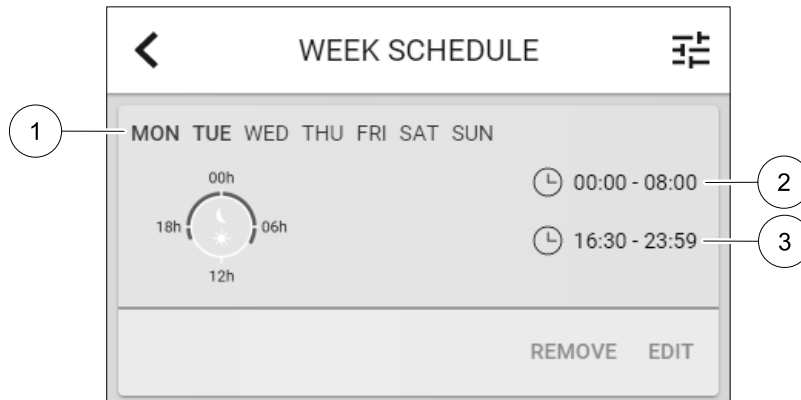 WEEK SCHEDULE
1
MON TUE WED THU FRI SAT SUN
00h
18h
06h
12h
00:00 - 08:00
2
16:30 - 23:59
3
REMOVE EDIT